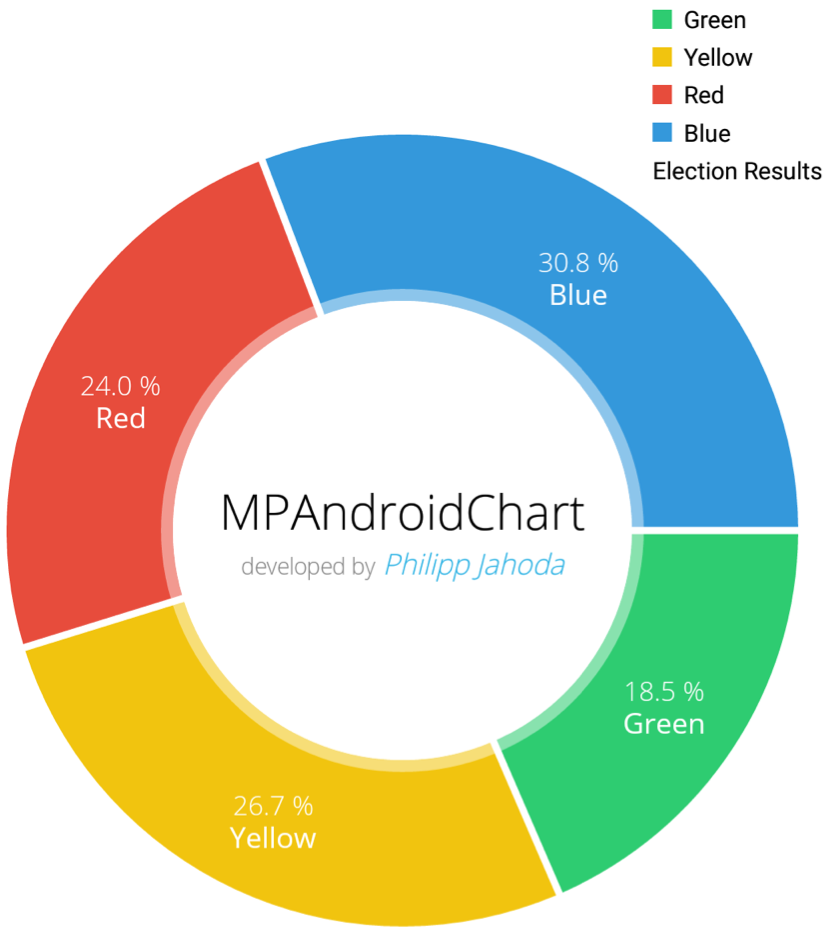 Green
Yellow
Red
Blue
Election Results
30.8 %
Blue
24.0 %
Red
MPAndroidChart
developed by Philipp Jahoda
18.5 %
Green
26.7 %
Yellow